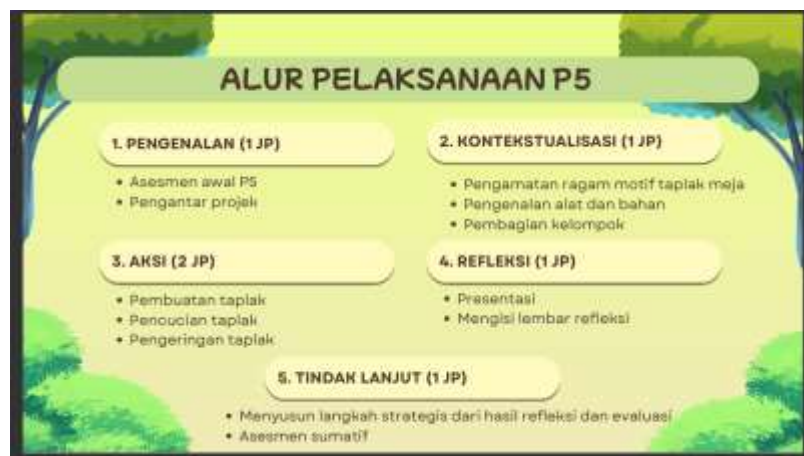 ALUR PELAKSANAAN P5
1. PENGENALAN (1 JP)
• Asesmen awal P5
• Pengantar projek
2. KONTEKSTUALISASI (1 JP)
• Pengamatan ragam motif taplak meja
• Pengenalan alat dan bahan
• Pembagian kelompok
3. AKSI (2 JP)
• Pembuatan taplak
• Pencucian taplak
• Pengeringan taplak
4. REFLEKSI (1 JP)
• Presentasi
• Mengisi lembar refleksi
5. TINDAK LANJUT (1 JP)
• Menyusun langkah strategis dari hasil refleksi dan evaluasi
• Asesmen sumatif